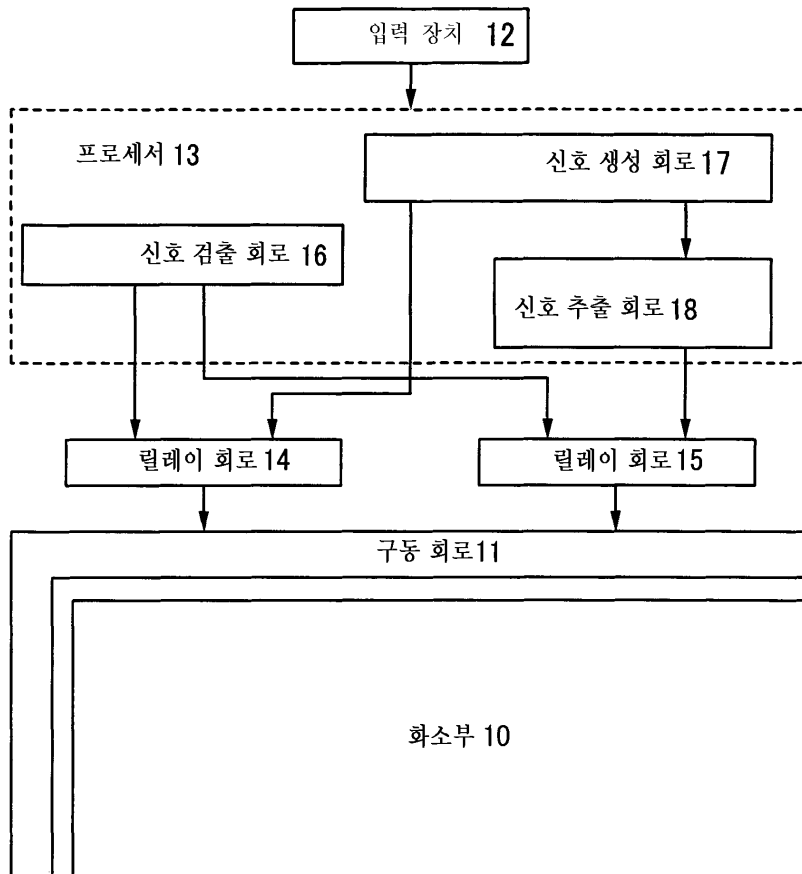 입력 장치 12
프로세서 13
신호 생성 회로 17
신호 검출 회로 16
신호 추출 회로 18
릴레이 회로 14
릴레이 회로 15
구동 회로 11
화소부 10